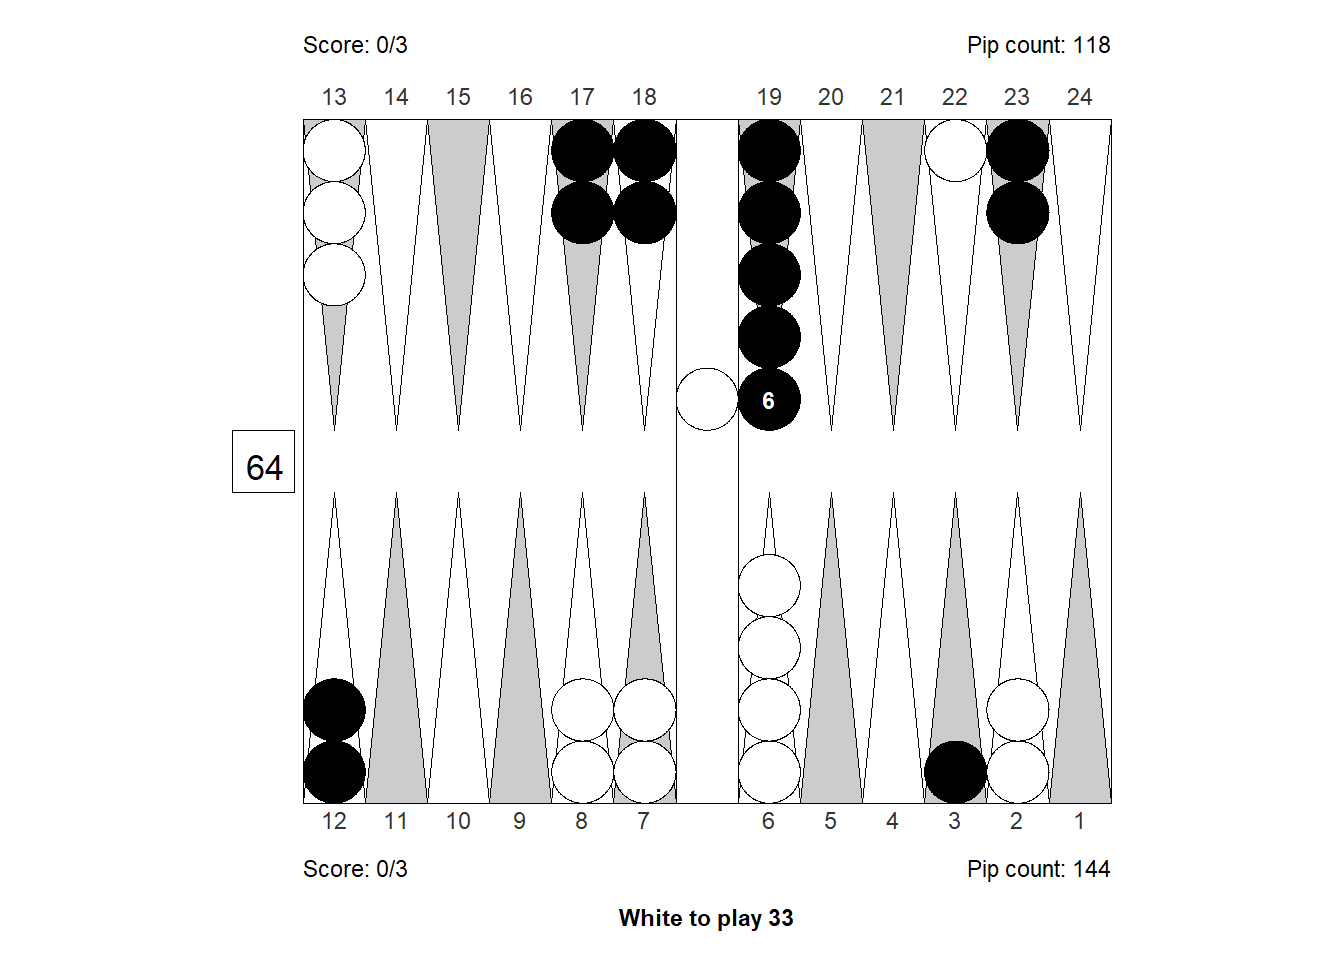 Score: 0/3 Pip count: 118
13 14 15 16 17 18 19 20 21 22 23 24
6
64
12 11 10 9 8 7 6 5 4 3 2 1
Score: 0/3 Pip count: 144
White to play 33